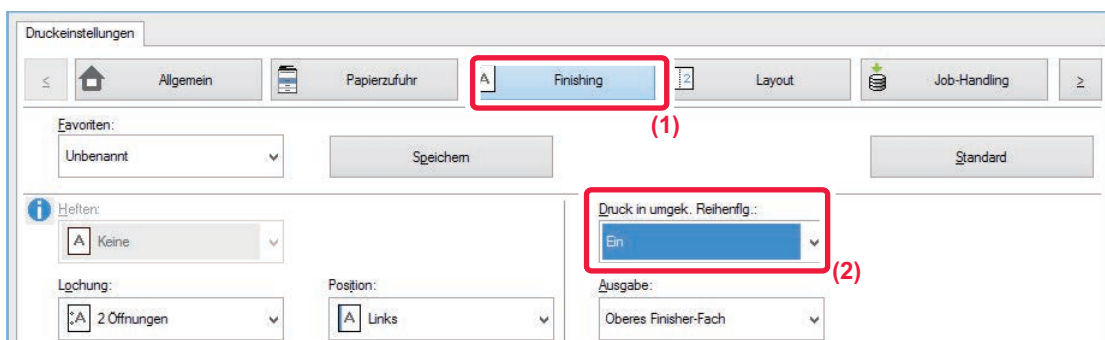 Druckeinstellungen
< Allgemein Papierzufuhr A Finishing 2 Layout Job-Handling >
(1)
Favoriten:
Unbenannt Speichern Standard
Heften: Druck in umgek. Reihenflg.:
A Keine Ein
(2)
Lochung: Position: Ausgabe:
A 2 Öffnungen A Links Oberes Finisher-Fach